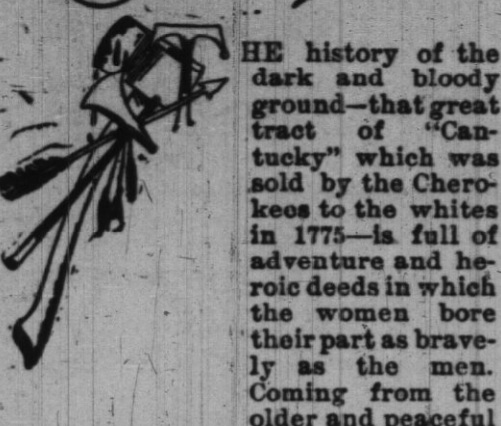 THE history of the
dark and bloody
ground—that great
tract of "Can-
tucky" which was
sold by the Chero-
kees to the whites
in 1775—is full of
adventure and he-
roic deeds in which
the women bore
their part as brave-
ly as the men.
Coming from the
older and peaceful